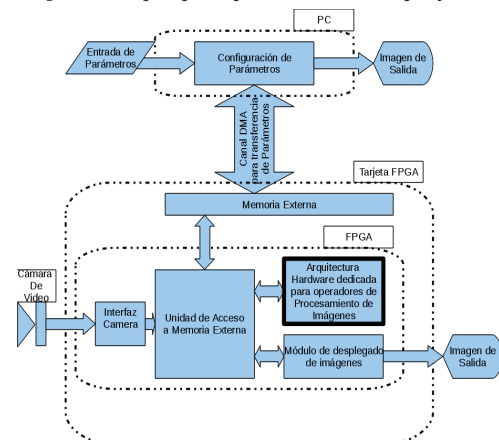 PC
Entrada de
Parámetros
Configuración de
Parámetros
Imagen de
Salida
Canal DMA
para transferencia
de Parámetros
Tarjeta FPGA
Memoria Externa
FPGA
Cámara
De
Video
Interfaz
Camera
Unidad de Acceso
a Memoria Externa
Arquitectura
Hardware dedicada
para operadores de
Procesamiento de
Imágenes
Módulo de desplegado
de imágenes
Imagen de
Salida